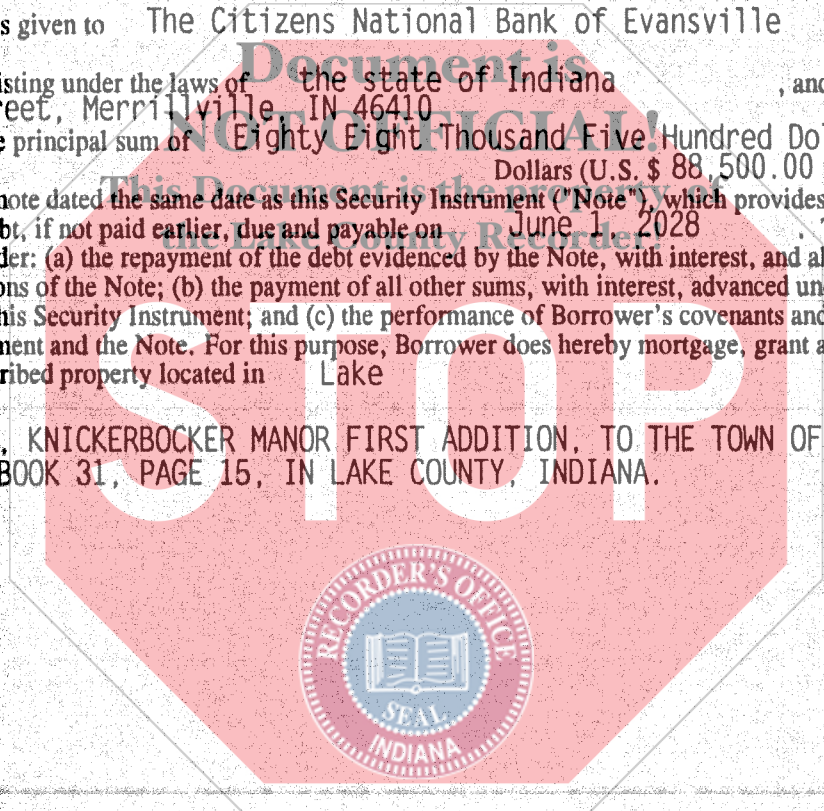 s given to The Citizens National Bank of Evansville
Document is
isting under the laws of the state of Indiana , and
reet, Merrillville, IN 46410
NOT OFFICIAL!
e principal sum of Eighty Eight Thousand Five Hundred Dol
Dollars (U.S. $ 88,500.00
This Document is the property of
note dated the same date as this Security Instrument ("Note"), which provides
bt, if not paid earlier, due and payable on June 1, 2028 .
the Lake County Recorder!
der: (a) the repayment of the debt evidenced by the Note, with interest, and al
ons of the Note; (b) the payment of all other sums, with interest, advanced un
his Security Instrument; and (c) the performance of Borrower's covenants and
ment and the Note. For this purpose, Borrower does hereby mortgage, grant a
ribed property located in Lake
STOP
, KNICKERBOCKER MANOR FIRST ADDITION, TO THE TOWN OF
BOOK 31, PAGE 15, IN LAKE COUNTY, INDIANA.
RECORDER'S OFFICE
SEAL
INDIANA